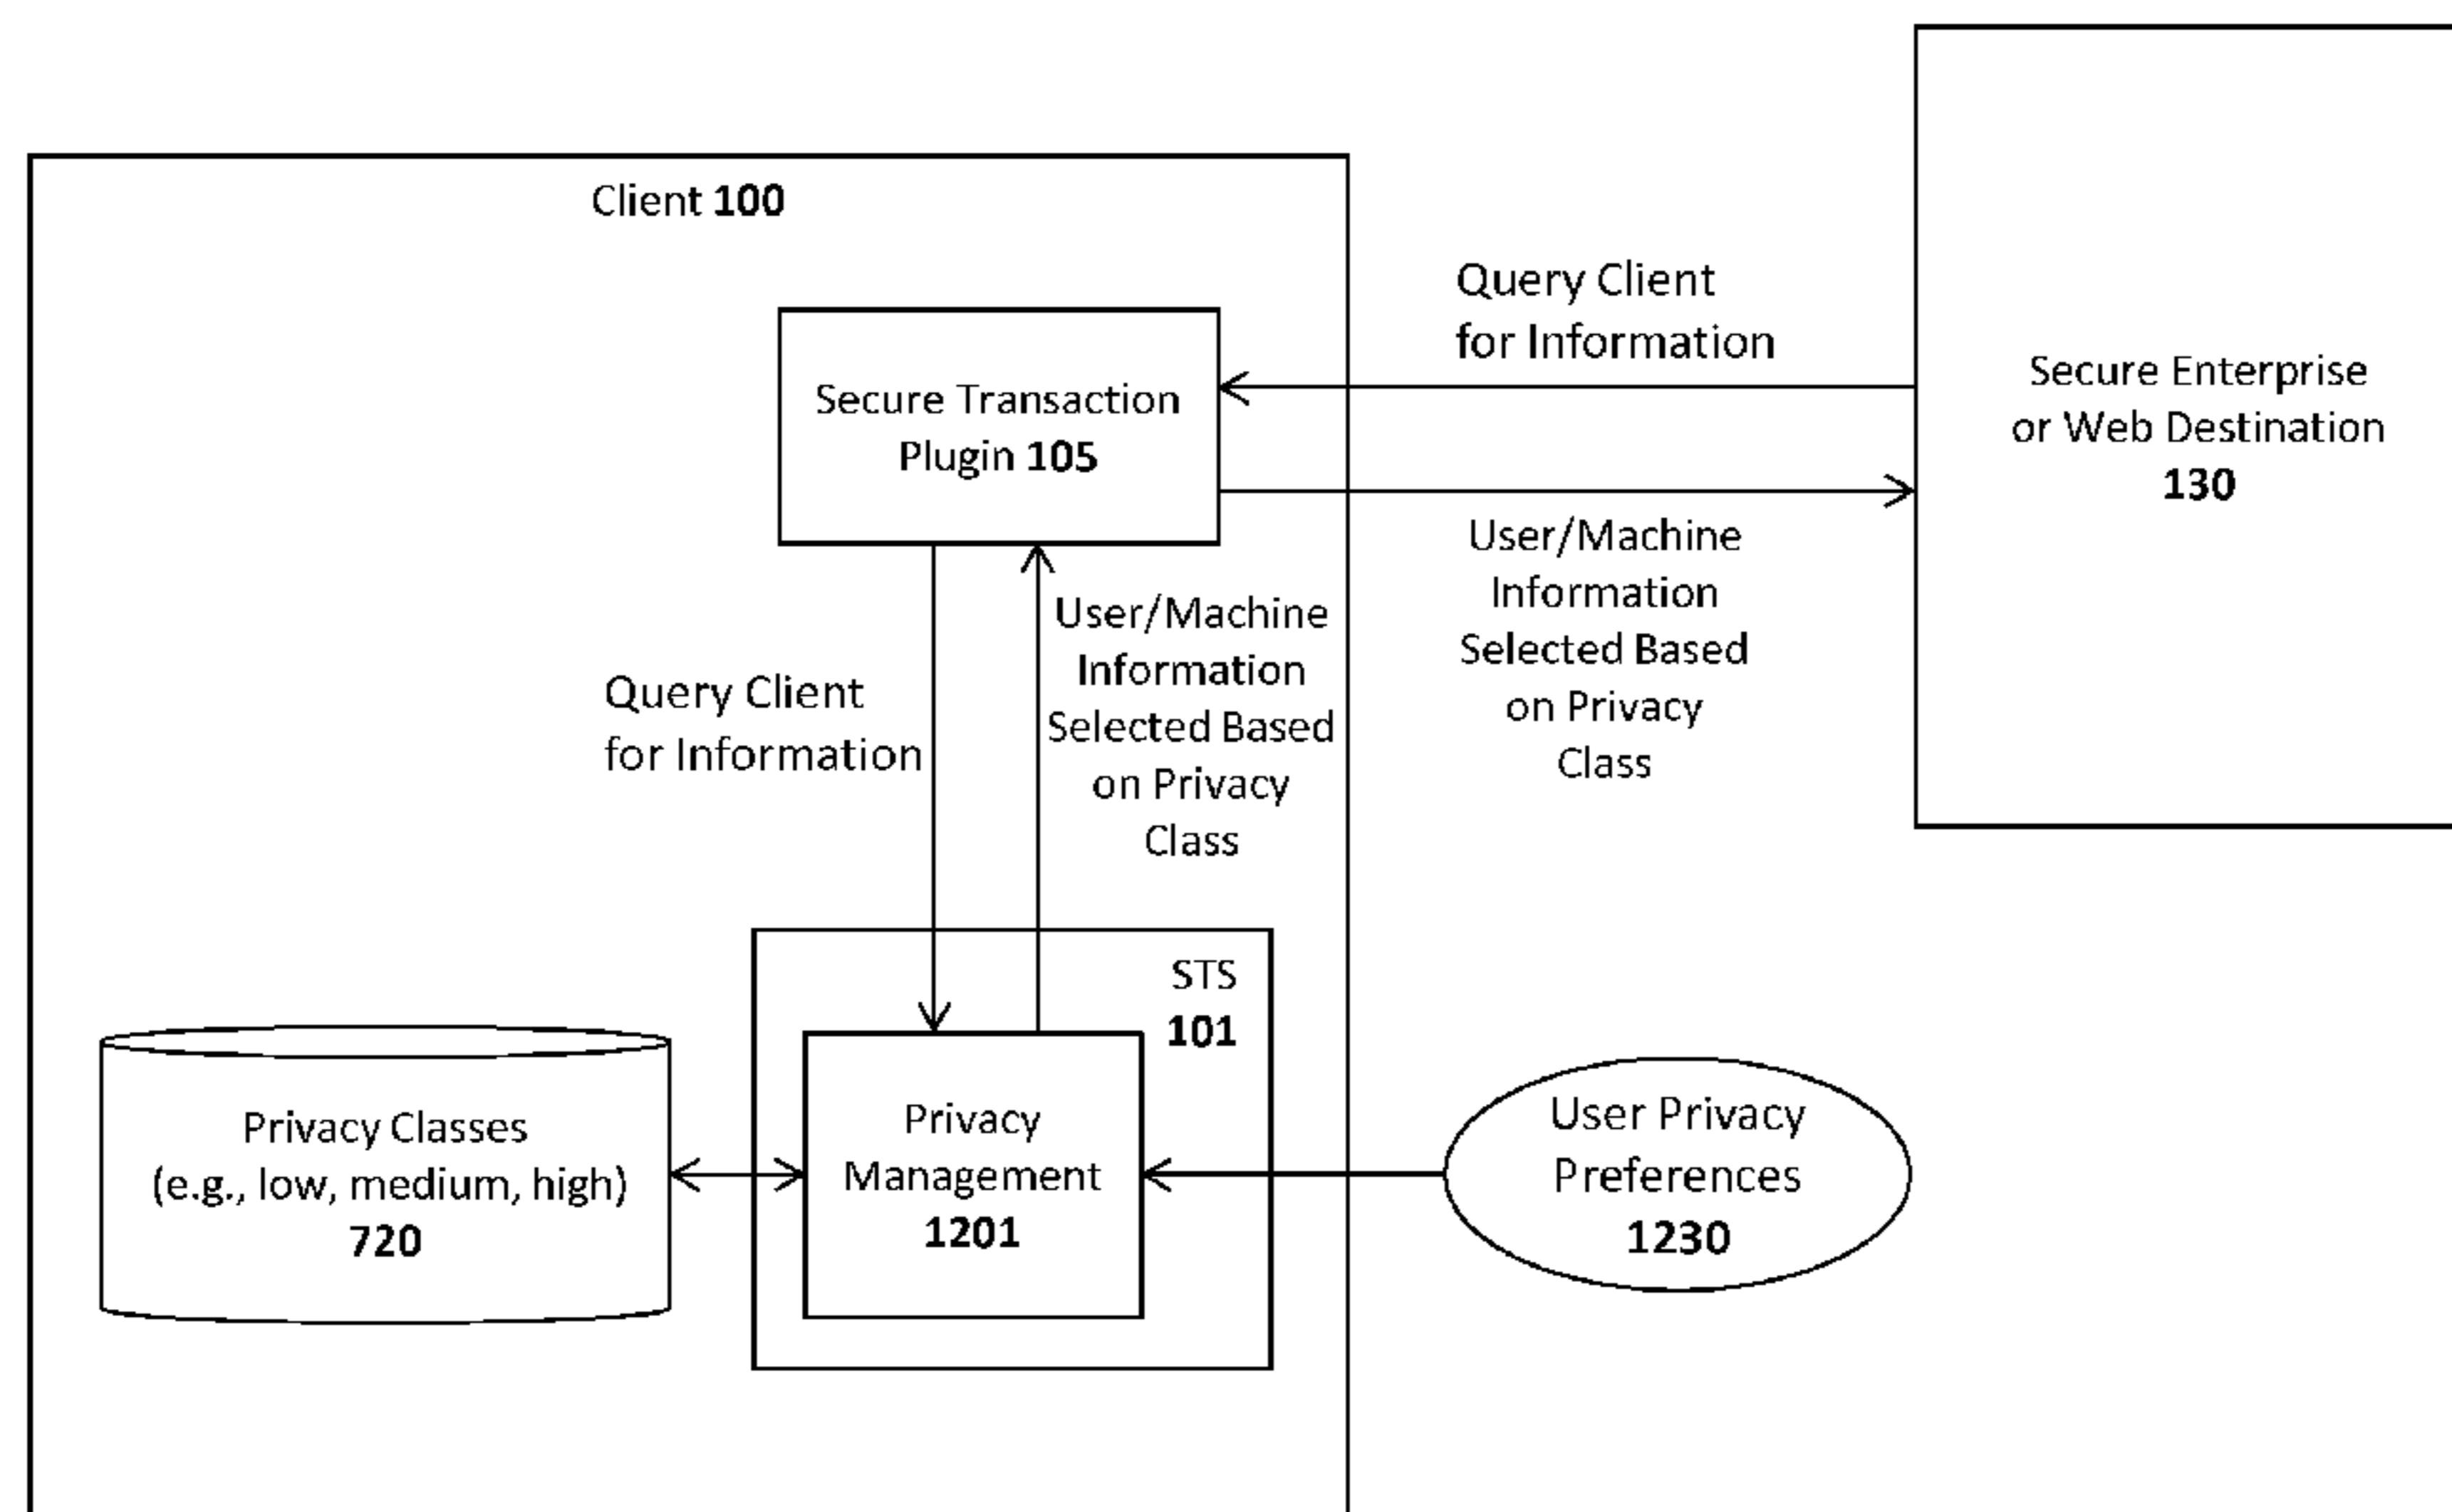 Client 100
Query Client
for Information
Secure Transaction
Plugin 105
Secure Enterprise
or Web Destination
130
User/Machine
Information
Selected Based
on Privacy
Class
User/Machine
Information
Selected Based
on Privacy
Class
Query Client
for Information
STS
101
Privacy Classes
(e.g., low, medium, high)
720
Privacy
Management
1201
User Privacy
Preferences
1230